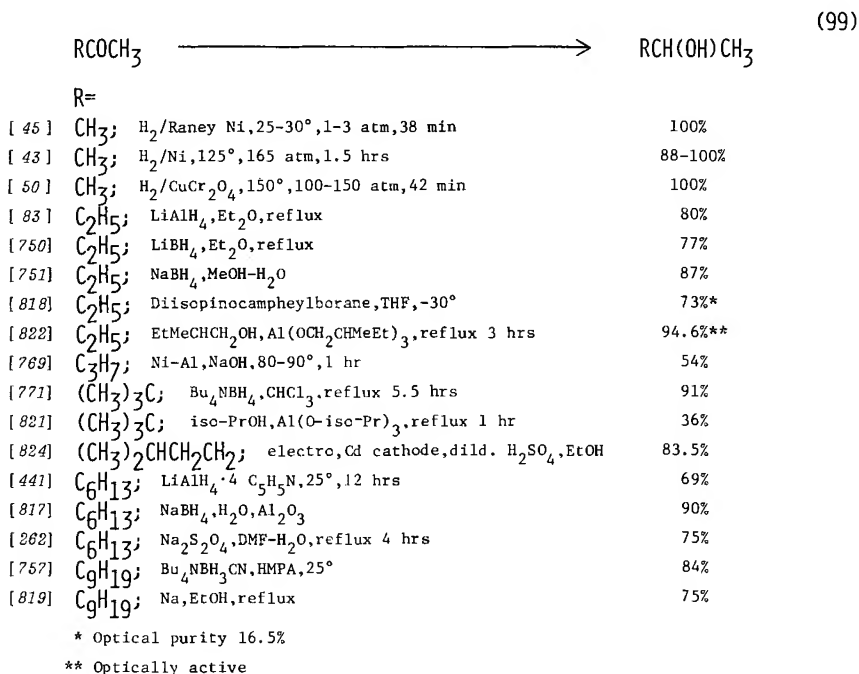 (99)
RCOCH3 → RCH(OH)CH3
R=
[45] CH3; H2/Raney Ni,25-30°,1-3 atm,38 min 100%
[43] CH3; H2/Ni,125°,165 atm,1.5 hrs 88-100%
[50] CH3; H2/CuCr2O4,150°,100-150 atm,42 min 100%
[83] C2H5; LiAlH4,Et2O,reflux 80%
[750] C2H5; LiBH4,Et2O,reflux 77%
[751] C2H5; NaBH4,MeOH-H2O 87%
[818] C2H5; Diisopinocampheylborane,THF,-30° 73%*
[822] C2H5; EtMeCHCH2OH,Al(OCH2CHMeEt)3,reflux 3 hrs 94.6%**
[769] C3H7; Ni-Al,NaOH,80-90°,1 hr 54%
[771] (CH3)3C; Bu4NBH4,CHCl3,reflux 5.5 hrs 91%
[821] (CH3)3C; iso-PrOH,Al(O-iso-Pr)3,reflux 1 hr 36%
[824] (CH3)2CHCH2CH2; electro,Cd cathode,dild. H2SO4,EtOH 83.5%
[441] C6H13; LiAlH4·4 C5H5N,25°,12 hrs 69%
[817] C6H13; NaBH4,H2O,Al2O3 90%
[262] C6H13; Na2S2O4,DMF-H2O,reflux 4 hrs 75%
[757] C9H19; Bu4NBH3CN,HMPA,25° 84%
[819] C9H19; Na,EtOH,reflux 75%
* Optical purity 16.5%
** Optically active